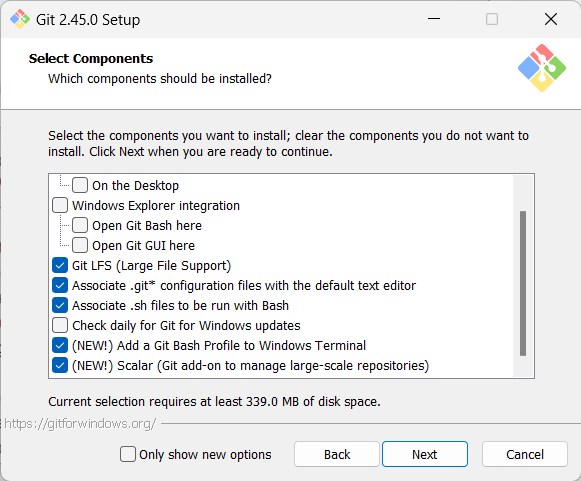 Git 2.45.0 Setup
Select Components
Which components should be installed?
Select the components you want to install; clear the components you do not want to
install. Click Next when you are ready to continue.
On the Desktop
Windows Explorer integration
Open Git Bash here
Open Git GUI here
Git LFS (Large File Support)
Associate .git* configuration files with the default text editor
Associate .sh files to be run with Bash
Check daily for Git for Windows updates
(NEW!) Add a Git Bash Profile to Windows Terminal
(NEW!) Scalar (Git add-on to manage large-scale repositories)
Current selection requires at least 339.0 MB of disk space.
https://gitforwindows.org/
Only show new options
Back
Next
Cancel